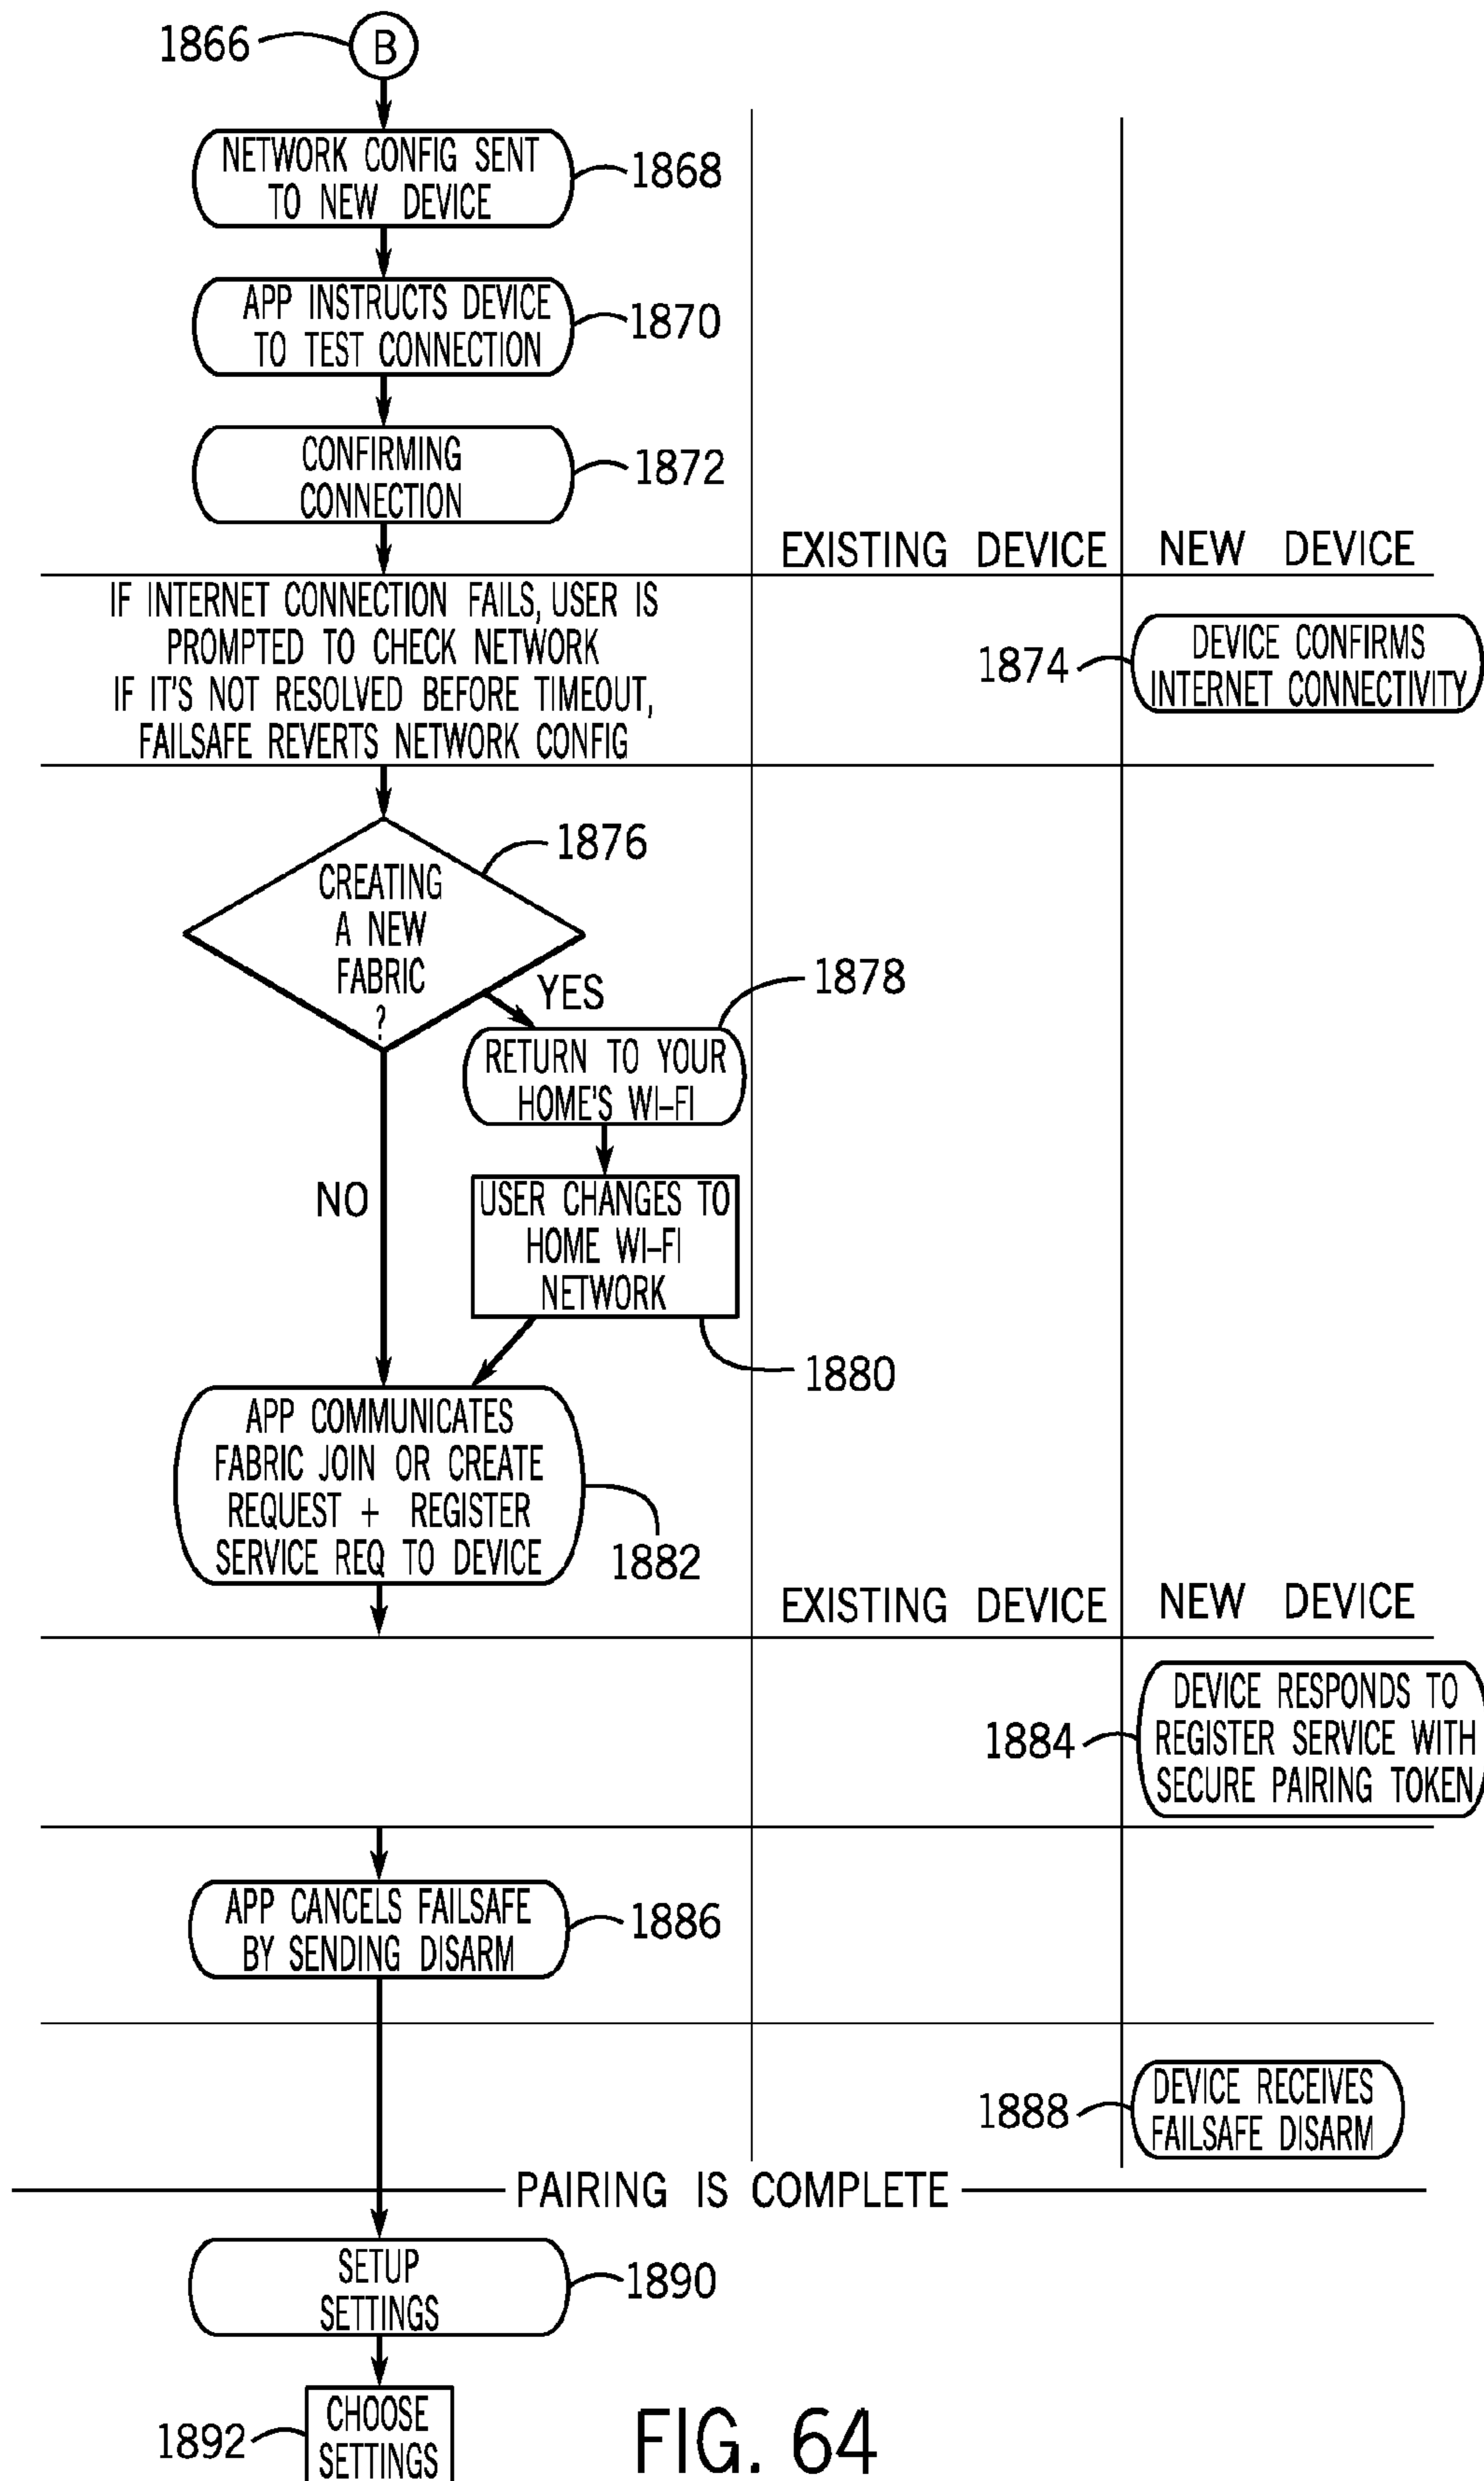 1866
B
NETWORK CONFIG SENT
TO NEW DEVICE
1868
APP INSTRUCTS DEVICE
TO TEST CONNECTION
1870
CONFIRMING
CONNECTION
1872
EXISTING DEVICE
NEW DEVICE
IF INTERNET CONNECTION FAILS, USER IS
PROMPTED TO CHECK NETWORK
IF IT'S NOT RESOLVED BEFORE TIMEOUT,
FAILSAFE REVERTS NETWORK CONFIG
1874
DEVICE CONFIRMS
INTERNET CONNECTIVITY
1876
CREATING
A NEW
FABRIC
?
YES
1878
RETURN TO YOUR
HOME'S WI-FI
NO
USER CHANGES TO
HOME WI-FI
NETWORK
1880
APP COMMUNICATES
FABRIC JOIN OR CREATE
REQUEST + REGISTER
SERVICE REQ TO DEVICE
1882
EXISTING DEVICE
NEW DEVICE
1884
DEVICE RESPONDS TO
REGISTER SERVICE WITH
SECURE PAIRING TOKEN
APP CANCELS FAILSAFE
BY SENDING DISARM
1886
1888
DEVICE RECEIVES
FAILSAFE DISARM
PAIRING IS COMPLETE
SETUP
SETTINGS
1890
1892
CHOOSE
SETTINGS
FIG. 64